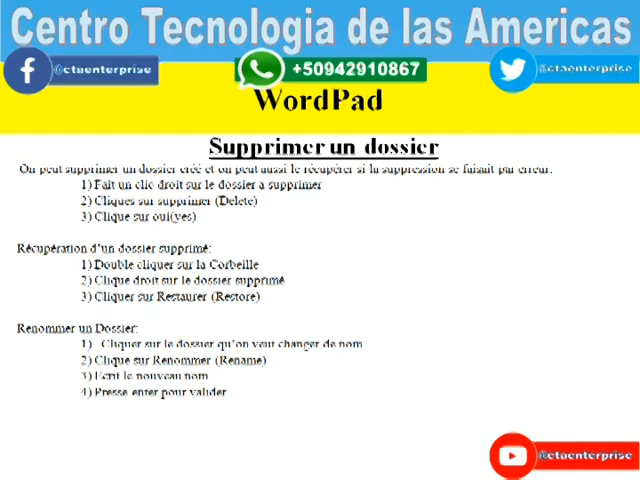 Centro Tecnologia de las Americas
@ctaenterprise
+50942910867
@ctaenterprise
WordPad
Supprimer un dossier
On peut supprimer un dossier créé et on peut aussi le récupérer si la suppression se faisait par erreur.
1) Fait un clic droit sur le dossier a supprimer
2) Cliques sur supprimer (Delete)
3) Clique sur oui(yes)
Récupération d'un dossier supprimé:
1) Double cliquer sur la Corbeille
2) Clique droit sur le dossier supprimé
3) Cliquer sur Restaurer (Restore)
Renommer un Dossier:
1) Cliquer sur le dossier qu'on veut changer de nom
2) Clique sur Renommer (Rename)
3) Ecrit le nouveau nom
4) Presse enter pour valider
@ctaenterprise